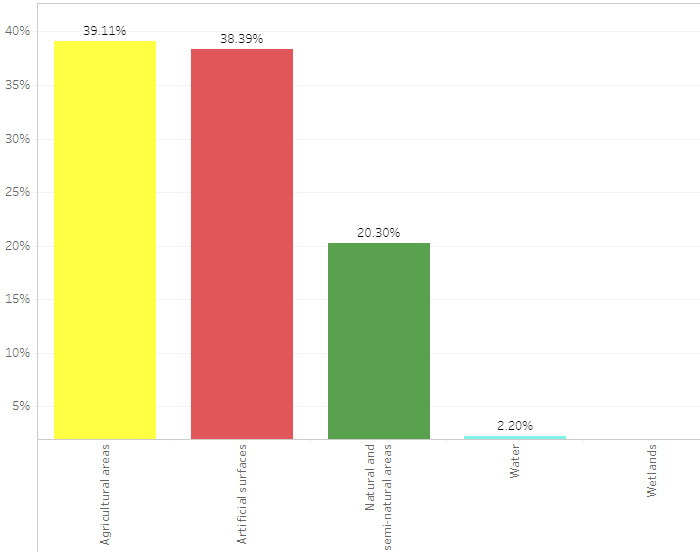 40%
35%
30%
25%
20%
15%
10%
5%
39.11%
38.39%
20.30%
2.20%
Agricultural areas
Artificial surfaces
Natural and
semi-natural areas
Water
Wetlands